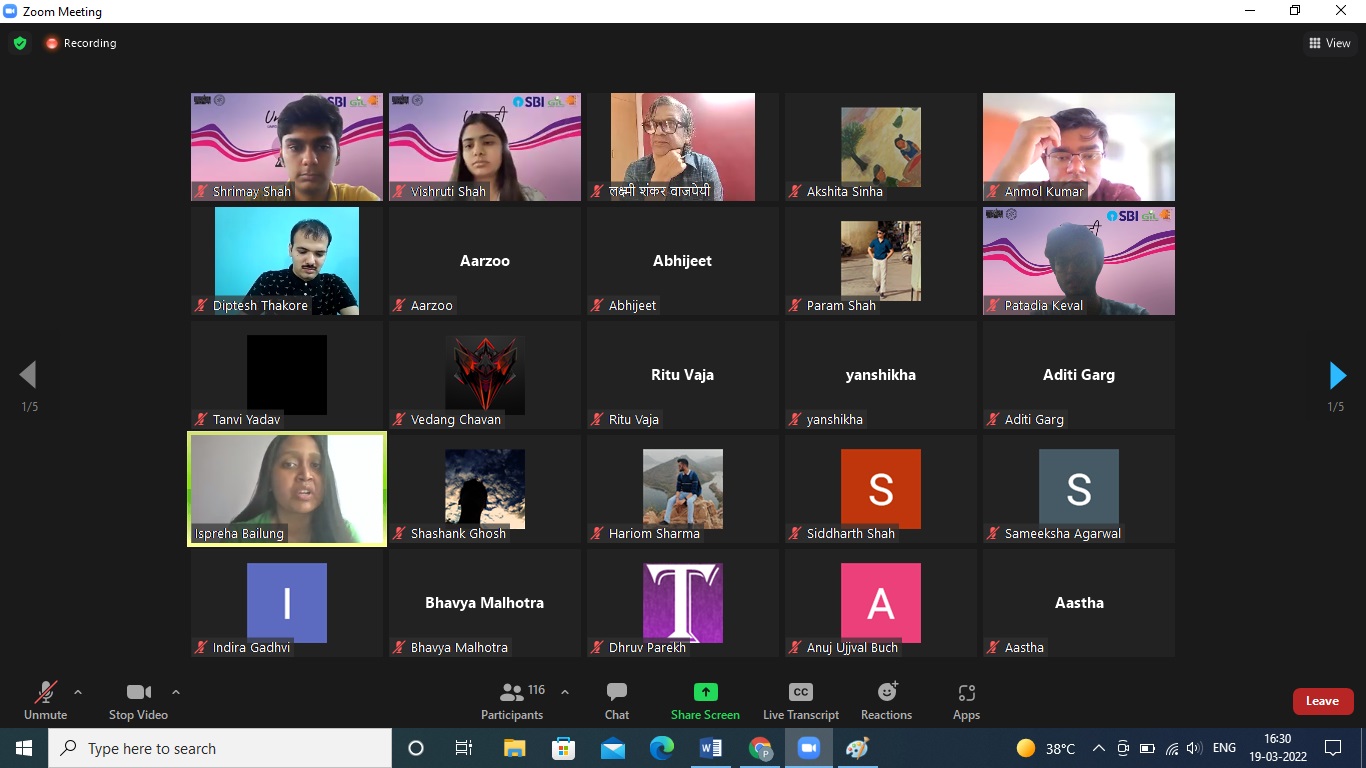 Zoom Meeting
Recording
View
SBI
GIL
Shrimay Shah
SBI
GIL
Vishruti Shah
लक्ष्मी शंकर वाजपेयी
Akshita Sinha
Anmol Kumar
Diptesh Thakore
Aarzoo
Aarzoo
Abhijeet
Abhijeet
Param Shah
SBI
GIL
Patadia Keval
Tanvi Yadav
Vedang Chavan
Ritu Vaja
Ritu Vaja
yanshikha
yanshikha
Aditi Garg
Aditi Garg
1/5
1/5
Ispreha Bailung
Shashank Ghosh
Hariom Sharma
S
Siddharth Shah
S
Sameeksha Agarwal
I
Indira Gadhvi
Bhavya Malhotra
Bhavya Malhotra
T
Dhruv Parekh
A
Anuj Ujjval Buch
Aastha
Aastha
Unmute
Stop Video
Participants
116
Chat
Share Screen
CC
Live Transcript
Reactions
Apps
Leave
Type here to search
W
P
38°C
ENG
16:30
19-03-2022